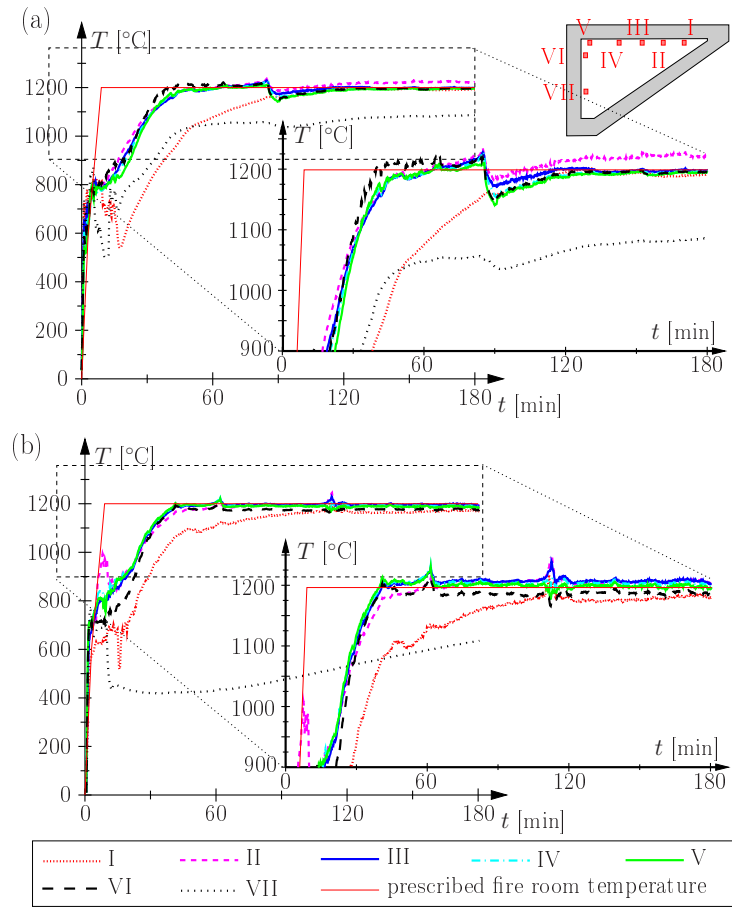 (a)
T [°C]
V III I
VI IV II
VII
1200
1000
800
600
400
200
0
0 60 120 180
t [min]
T [°C]
1200
1100
1000
900
0 60 120 180
t [min]
(b)
T [°C]
1200
1000
800
600
400
200
0
0 60 120 180
t [min]
T [°C]
1200
1100
1000
900
0 60 120 180
t [min]
I II III IV V
VI VII prescribed fire room temperature